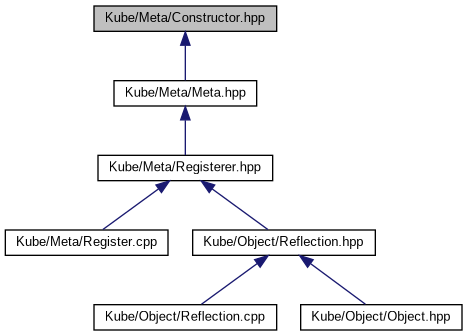 Kube/Meta/Constructor.hpp
Kube/Meta/Meta.hpp
Kube/Meta/Registerer.hpp
Kube/Meta/Register.cpp
Kube/Object/Reflection.hpp
Kube/Object/Reflection.cpp
Kube/Object/Object.hpp